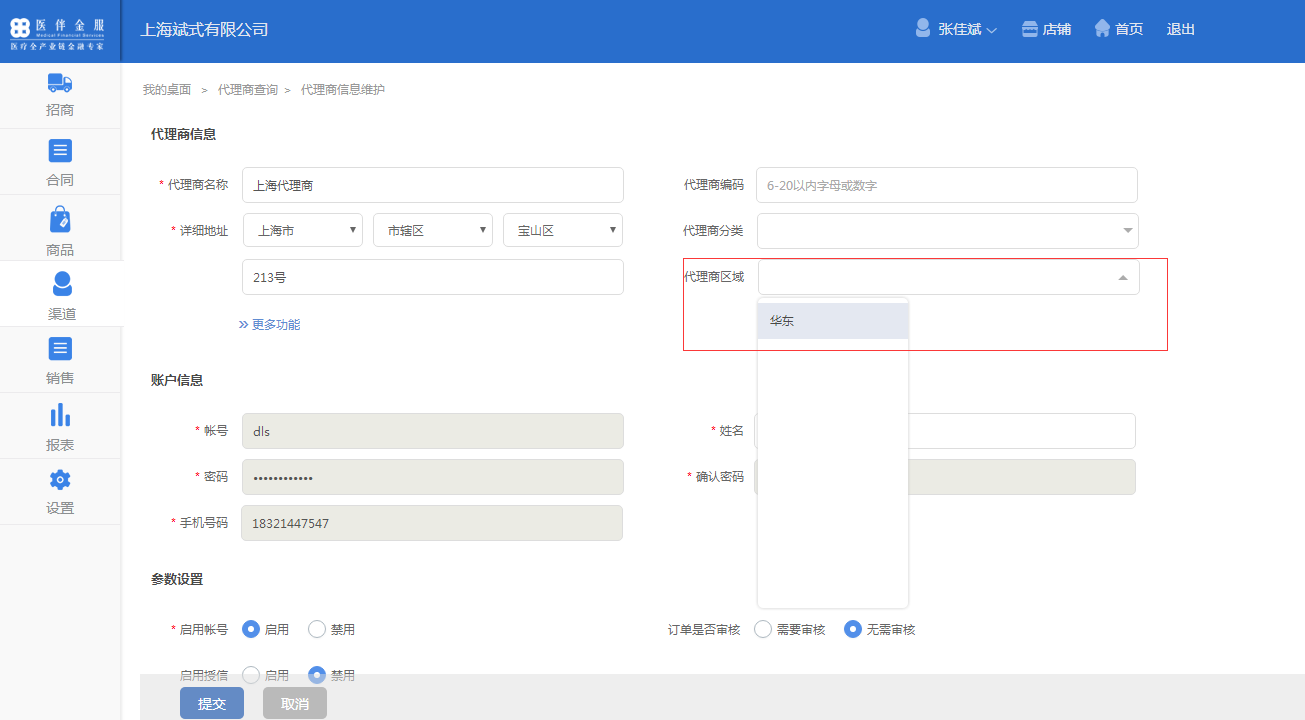 医伴金服
Medical Financial Services
医疗全产业链金融专家
上海斌式有限公司
张佳斌
店铺
首页
退出
招商
合同
商品
渠道
销售
报表
设置
我的桌面 > 代理商查询 > 代理商信息维护
代理商信息
* 代理商名称 上海代理商
代理商编码 6-20以内字母或数字
* 详细地址 上海市 市辖区 宝山区
代理商分类
213号
代理商区域
华东
» 更多功能
账户信息
* 帐号 dls
* 姓名
* 密码 ••••••••••••
* 确认密码
* 手机号码 18321447547
参数设置
* 启用帐号 启用 禁用
订单是否审核 需要审核 无需审核
启用授信 启用 禁用
提交 取消